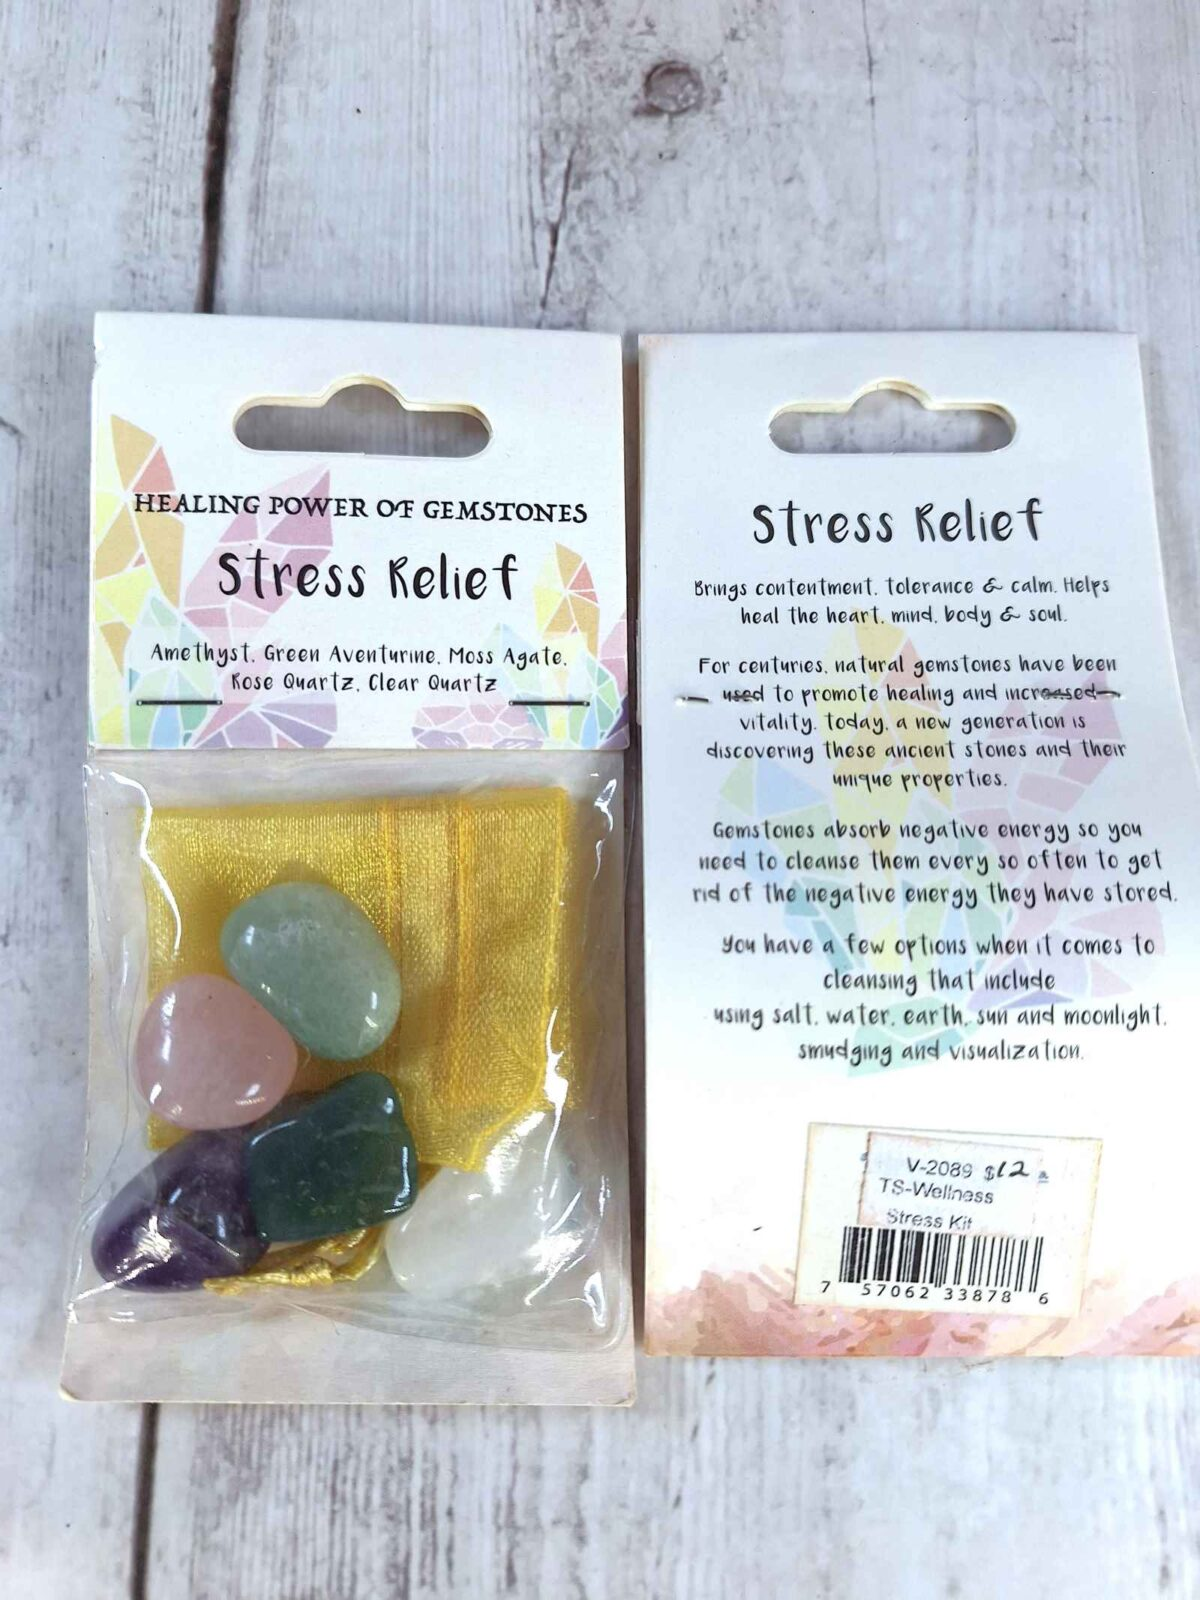 HEALING POWER OF GEMSTONES
Stress Relief
Amethyst, Green Aventurine, Moss Agate,
Rose Quartz, Clear Quartz
Stress Relief
Brings contentment, tolerance & calm. Helps
heal the heart, mind, body & soul.
For centuries, natural gemstones have been
used to promote healing and increased
vitality, today, a new generation is
discovering these ancient stones and their
unique properties.
Gemstones absorb negative energy so you
need to cleanse them every so often to get
rid of the negative energy they have stored.
You have a few options when it comes to
cleansing that include
using salt, water, earth, sun and moonlight,
smudging and visualization.
V-2089 $12
TS-Wellness
Stress Kit
7 57062 33878 6